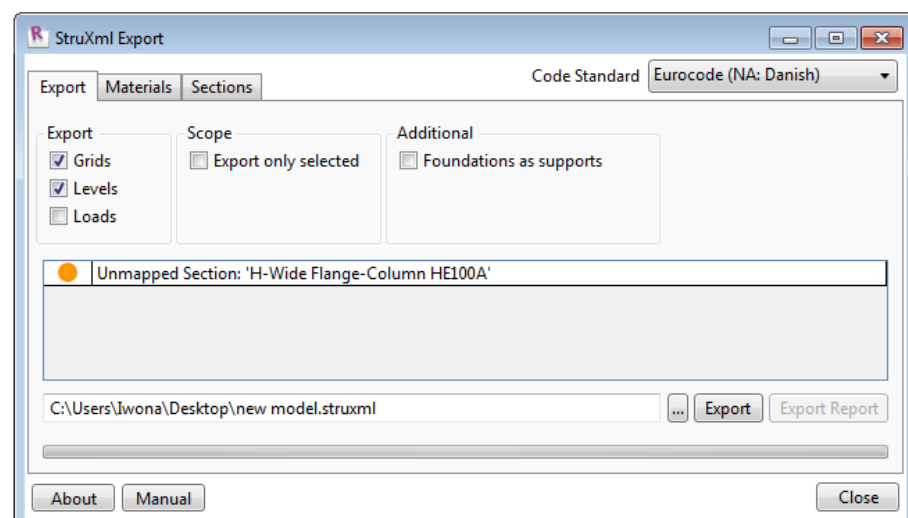 StruXml Export
Export Materials Sections Code Standard Eurocode (NA: Danish)
Export Scope Additional
Grids Export only selected Foundations as supports
Levels
Loads
Unmapped Section: 'H-Wide Flange-Column HE100A'
C:\Users\Iwona\Desktop\new model.struxml ... Export Export Report
About Manual Close